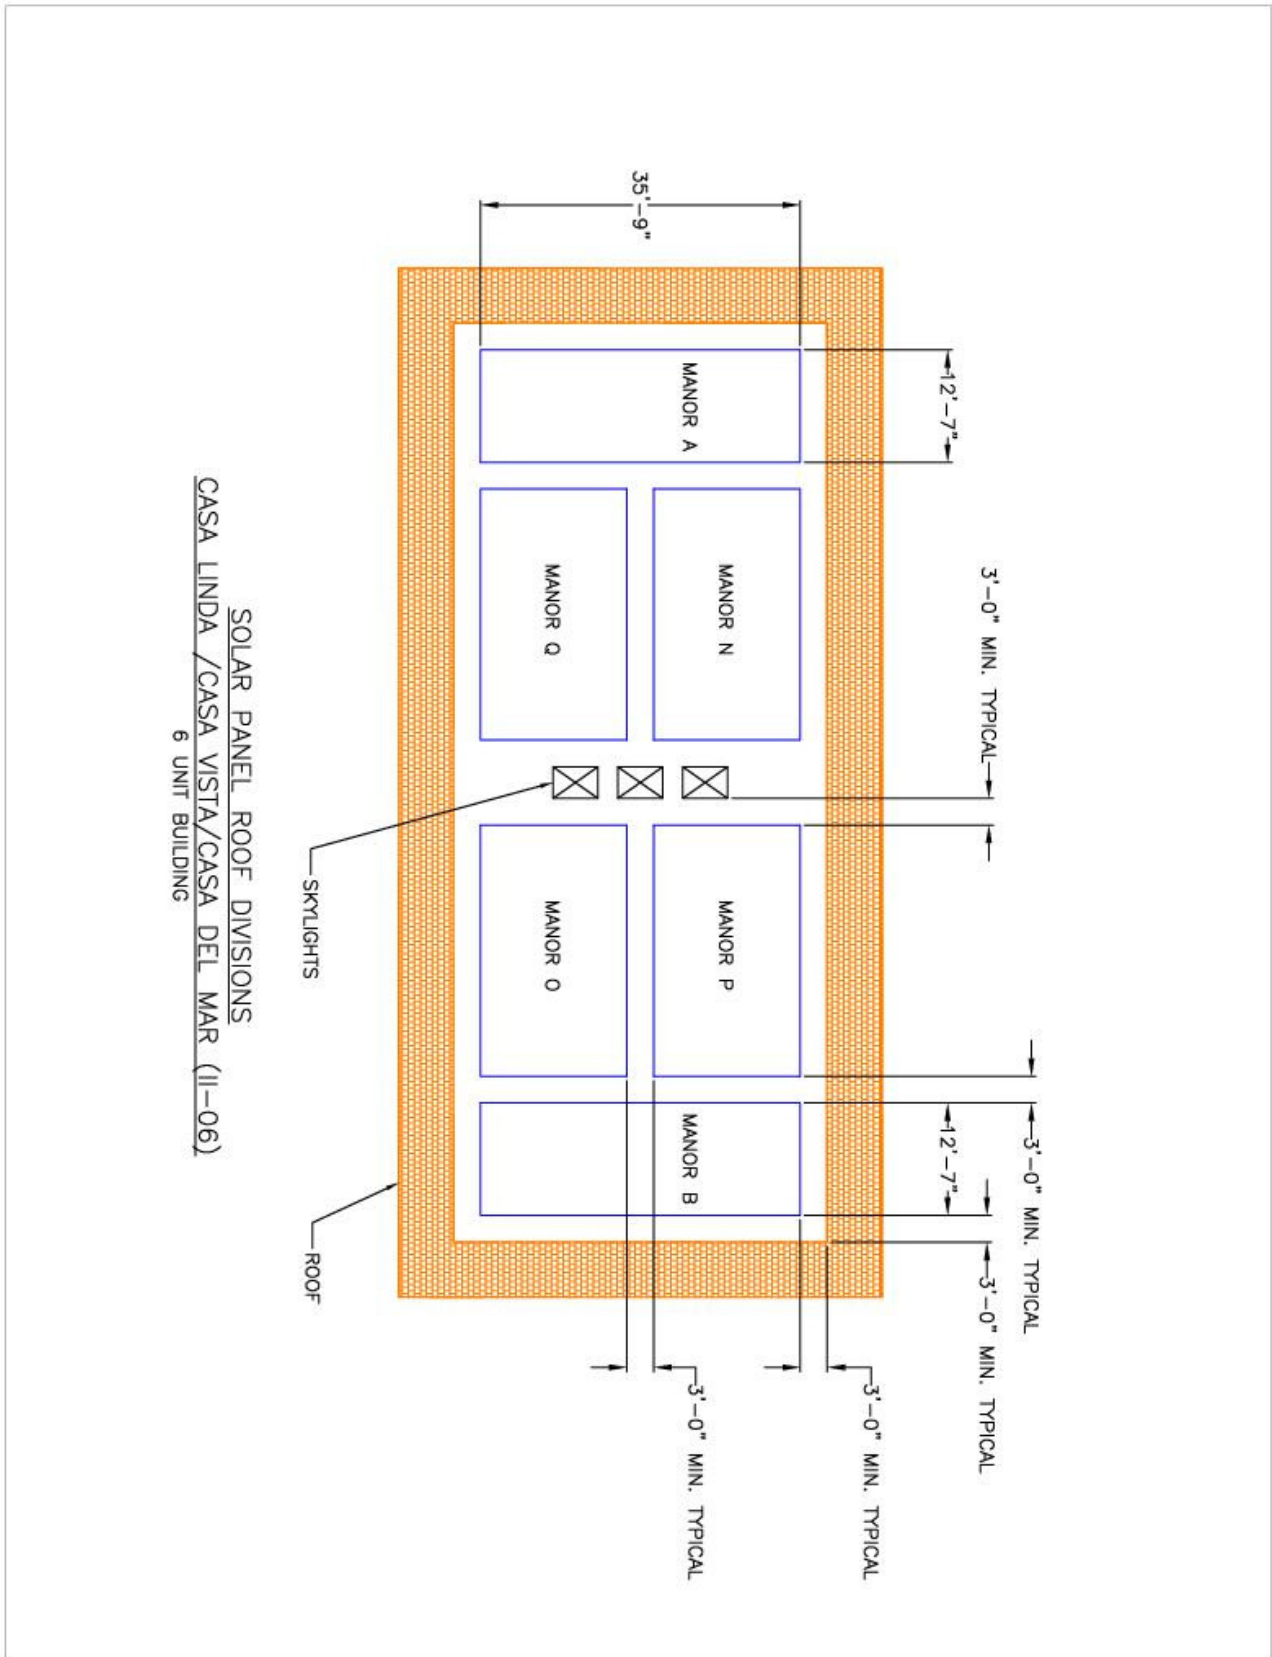 3'-0" MIN. TYPICAL
3'-0" MIN. TYPICAL
3'-0" MIN. TYPICAL
12'-7"
12'-7"
3'-0" MIN. TYPICAL
3'-0" MIN. TYPICAL
35'-9"
MANOR A
MANOR N
MANOR P
MANOR B
MANOR Q
MANOR O
SKYLIGHTS
ROOF
SOLAR PANEL ROOF DIVISIONS
CASA LINDA /CASA VISTA/CASA DEL MAR (II-06)
6 UNIT BUILDING